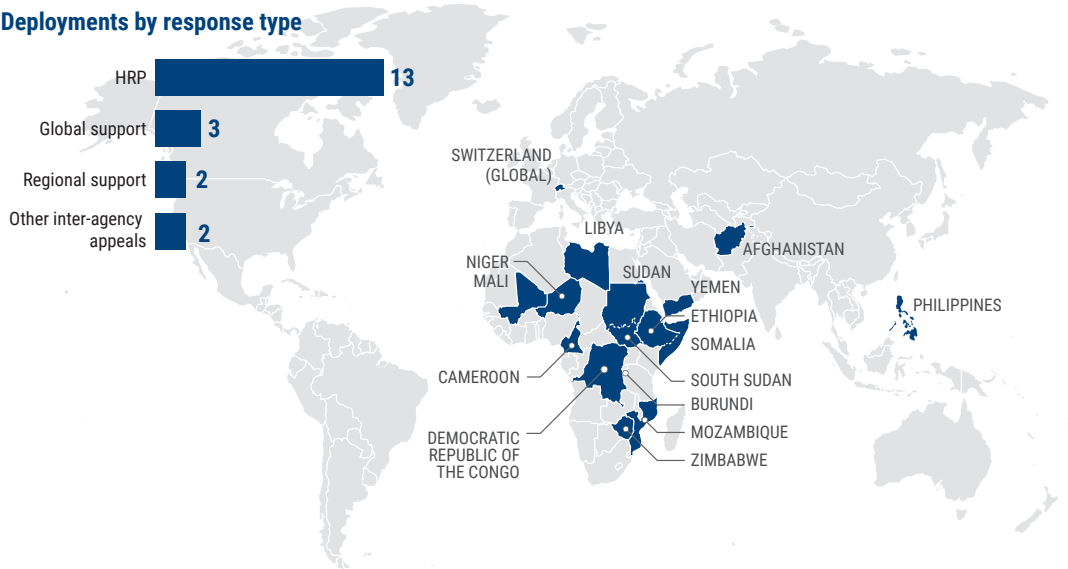 Deployments by response type
HRP
13
Global support
3
Regional support
2
Other inter-agency
appeals
2
SWITZERLAND
(GLOBAL)
LIBYA
AFGHANISTAN
NIGER
MALI
SUDAN
YEMEN
PHILIPPINES
ETHIOPIA
SOMALIA
CAMEROON
SOUTH SUDAN
BURUNDI
MOZAMBIQUE
DEMOCRATIC
REPUBLIC OF
THE CONGO
ZIMBABWE